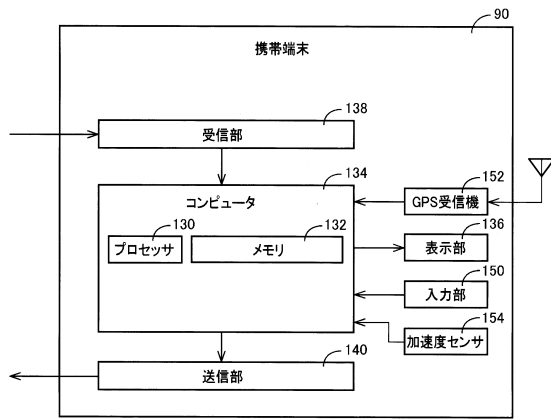 90
携帯端末
138
受信部
134
コンピュータ
130
プロセッサ
132
メモリ
152
GPS受信機
136
表示部
150
入力部
154
加速度センサ
140
送信部